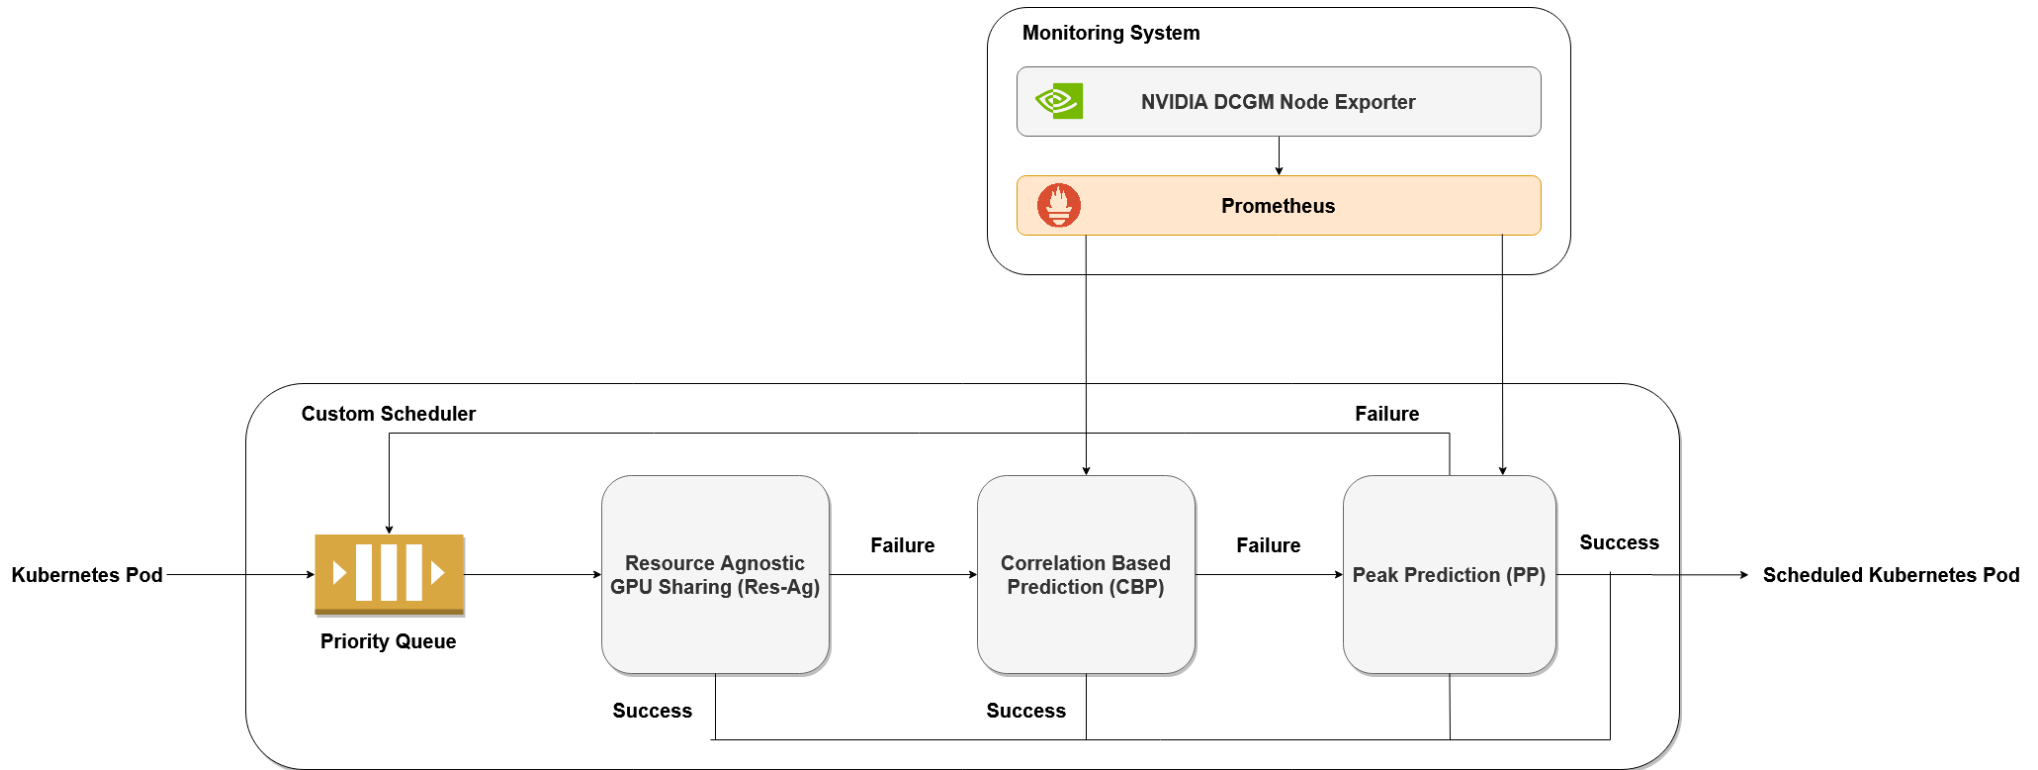 Monitoring System
NVIDIA DCGM Node Exporter
Prometheus
Custom Scheduler
Failure
Kubernetes Pod
Priority Queue
Resource Agnostic
GPU Sharing (Res-Ag)
Failure
Correlation Based
Prediction (CBP)
Failure
Peak Prediction (PP)
Success
Scheduled Kubernetes Pod
Success
Success